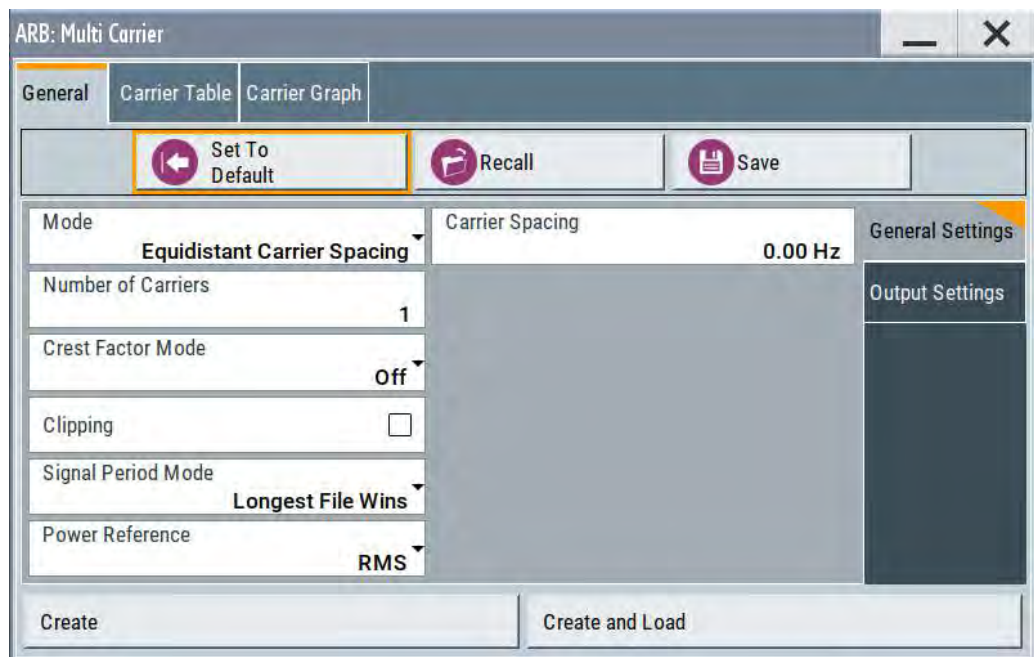 ARB: Multi Carrier
General
Carrier Table
Carrier Graph
Set To
Default
Recall
Save
Mode
Equidistant Carrier Spacing
Carrier Spacing
0.00 Hz
General Settings
Number of Carriers
1
Output Settings
Crest Factor Mode
Off
Clipping
Signal Period Mode
Longest File Wins
Power Reference
RMS
Create
Create and Load